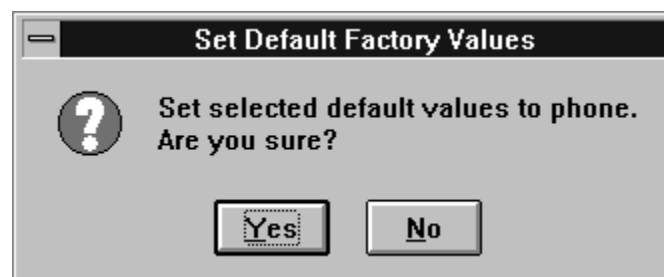 Set Default Factory Values
Set selected default values to phone.
Are you sure?
Yes
No